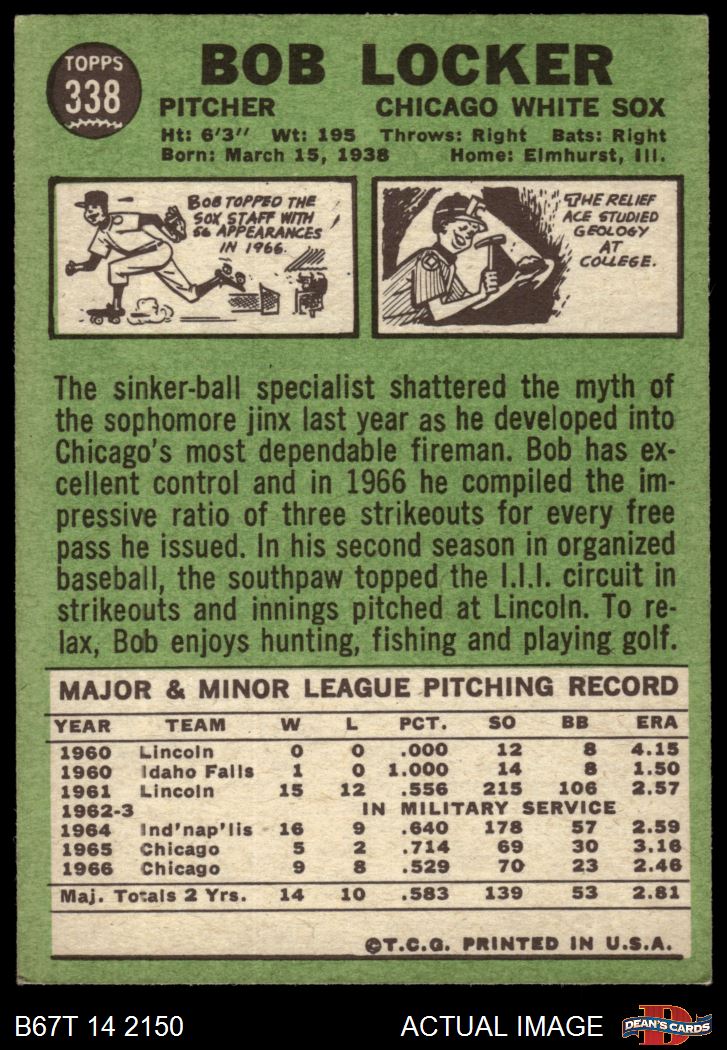 TOPPS
338
BOB LOCKER
PITCHER CHICAGO WHITE SOX
Ht: 6'3" Wt: 195 Throws: Right Bats: Right
Born: March 15, 1938 Home: Elmhurst, Ill.
BOB TOPPED THE
SOX STAFF WITH
56 APPEARANCES
IN 1966.
THE RELIEF
ACE STUDIED
GEOLOGY
AT
COLLEGE.
The sinker-ball specialist shattered the myth of
the sophomore jinx last year as he developed into
Chicago's most dependable fireman. Bob has ex-
cellent control and in 1966 he compiled the im-
pressive ratio of three strikeouts for every free
pass he issued. In his second season in organized
baseball, the southpaw topped the I.I.I. circuit in
strikeouts and innings pitched at Lincoln. To re-
lax, Bob enjoys hunting, fishing and playing golf.
MAJOR & MINOR LEAGUE PITCHING RECORD
YEAR TEAM W L PCT. SO BB ERA
1960 Lincoln 0 0 .000 12 8 4.15
1960 Idaho Falls 1 0 1.000 14 8 1.50
1961 Lincoln 15 12 .556 215 106 2.57
1962-3 IN MILITARY SERVICE
1964 Ind'nap'lis 16 9 .640 178 57 2.59
1965 Chicago 5 2 .714 69 30 3.16
1966 Chicago 9 8 .529 70 23 2.46
Maj. Totals 2 Yrs. 14 10 .583 139 53 2.81
©T.C.G. PRINTED IN U.S.A.
B67T 14 2150 ACTUAL IMAGE
D
DEAN'S CARDS